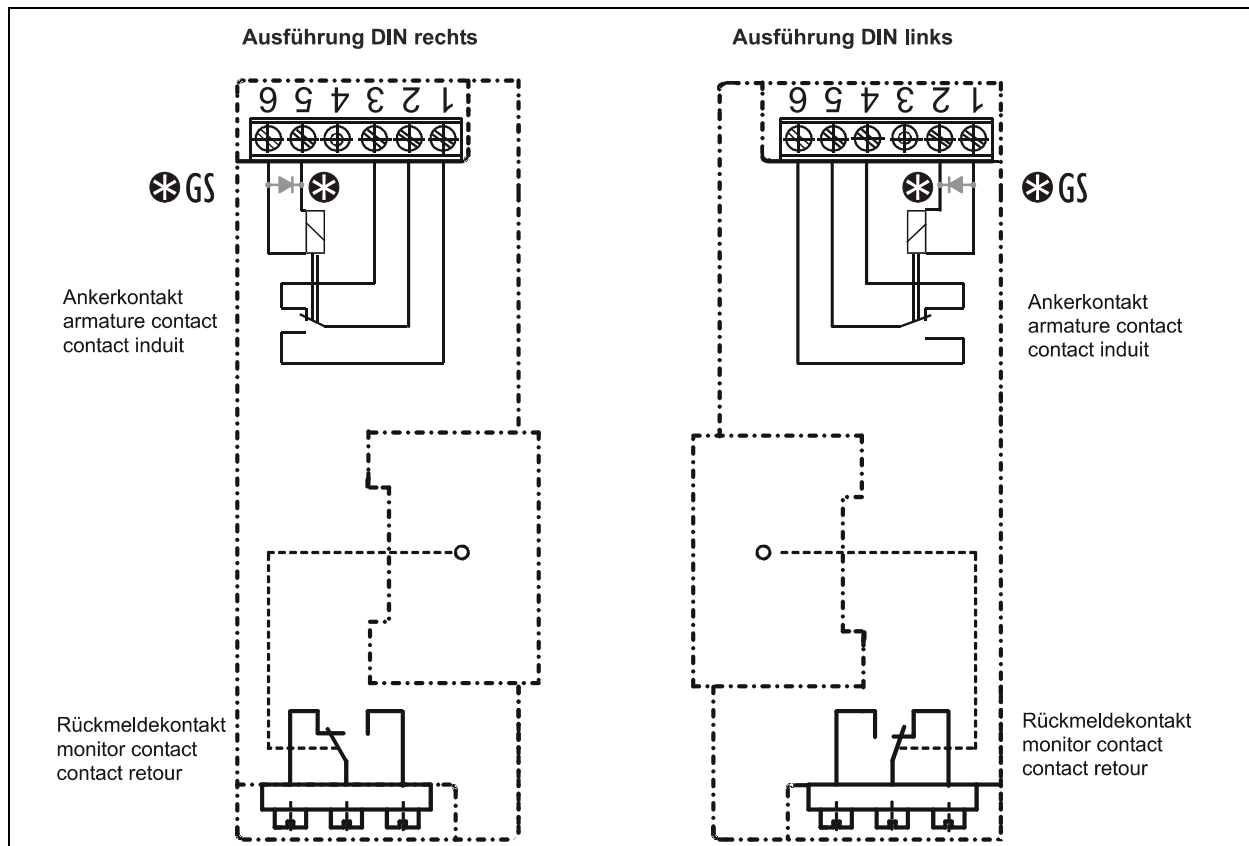 Ausführung DIN rechts
Ausführung DIN links
6 5 4 3 2 1
6 5 4 3 2 1
GS
GS
Ankerkontakt
armature contact
contact induit
Ankerkontakt
armature contact
contact induit
Rückmeldekontakt
monitor contact
contact retour
Rückmeldekontakt
monitor contact
contact retour